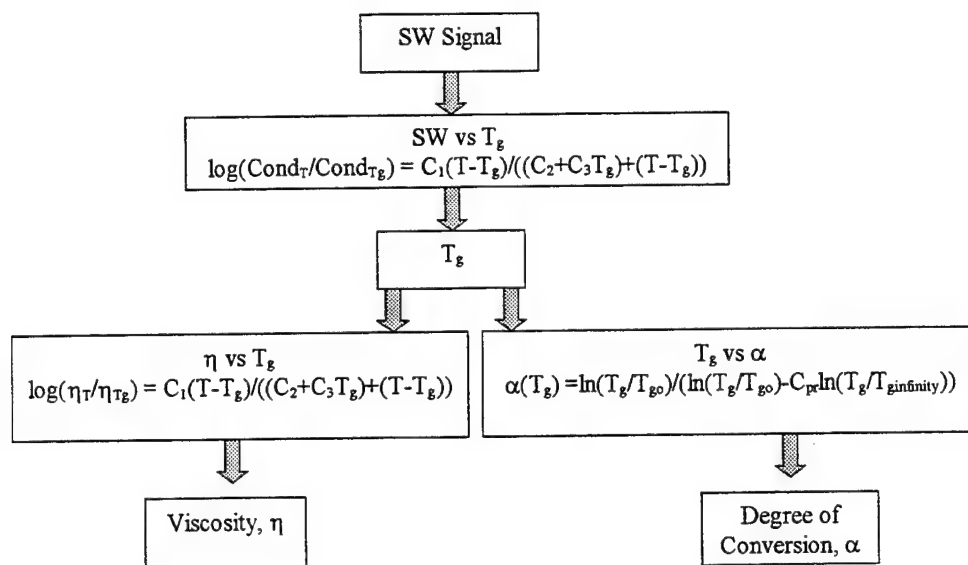 SW Signal
SW vs Tg
log(CondT/CondTg) = C1(T-Tg)/((C2+C3Tg)+(T-Tg))
Tg
η vs Tg
log(ηT/ηTg) = C1(T-Tg)/((C2+C3Tg)+(T-Tg))
Tg vs α
α(Tg) =ln(Tg/Tgo)/(ln(Tg/Tgo)-Cprln(Tg/Tginfinity))
Viscosity, η
Degree of
Conversion, α